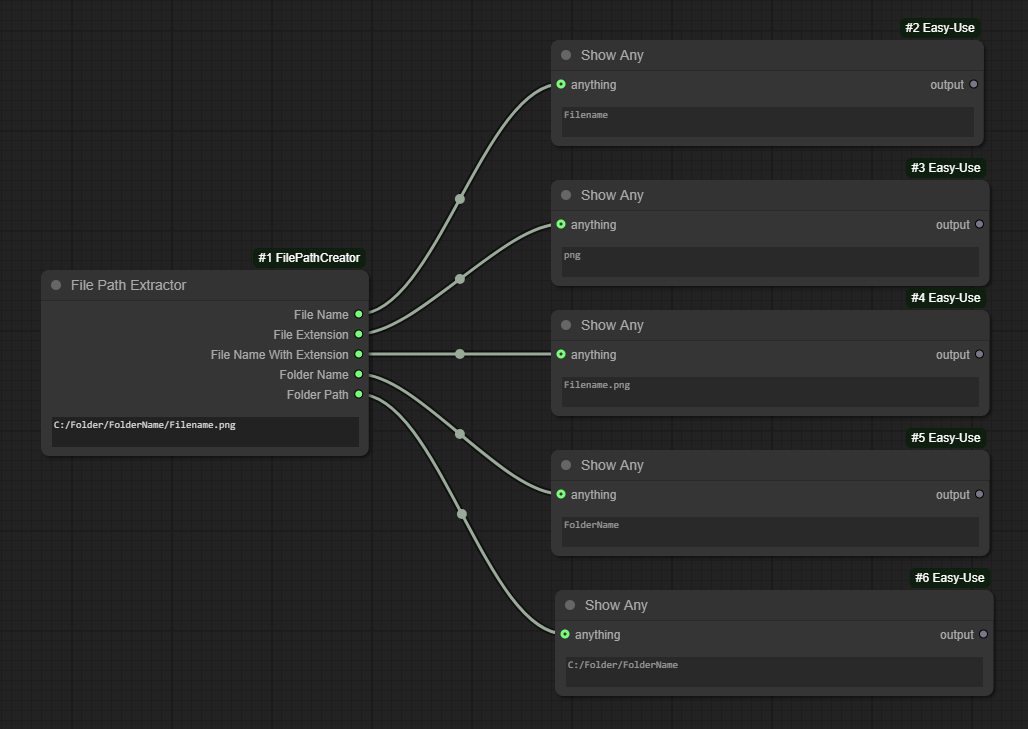 #2 Easy-Use
Show Any
anything output
Filename
#3 Easy-Use
Show Any
anything output
png
#1 FilePathCreator
File Path Extractor
File Name
File Extension
File Name With Extension
Folder Name
Folder Path
C:/Folder/FolderName/Filename.png
#4 Easy-Use
Show Any
anything output
Filename.png
#5 Easy-Use
Show Any
anything output
FolderName
#6 Easy-Use
Show Any
anything output
C:/Folder/FolderName